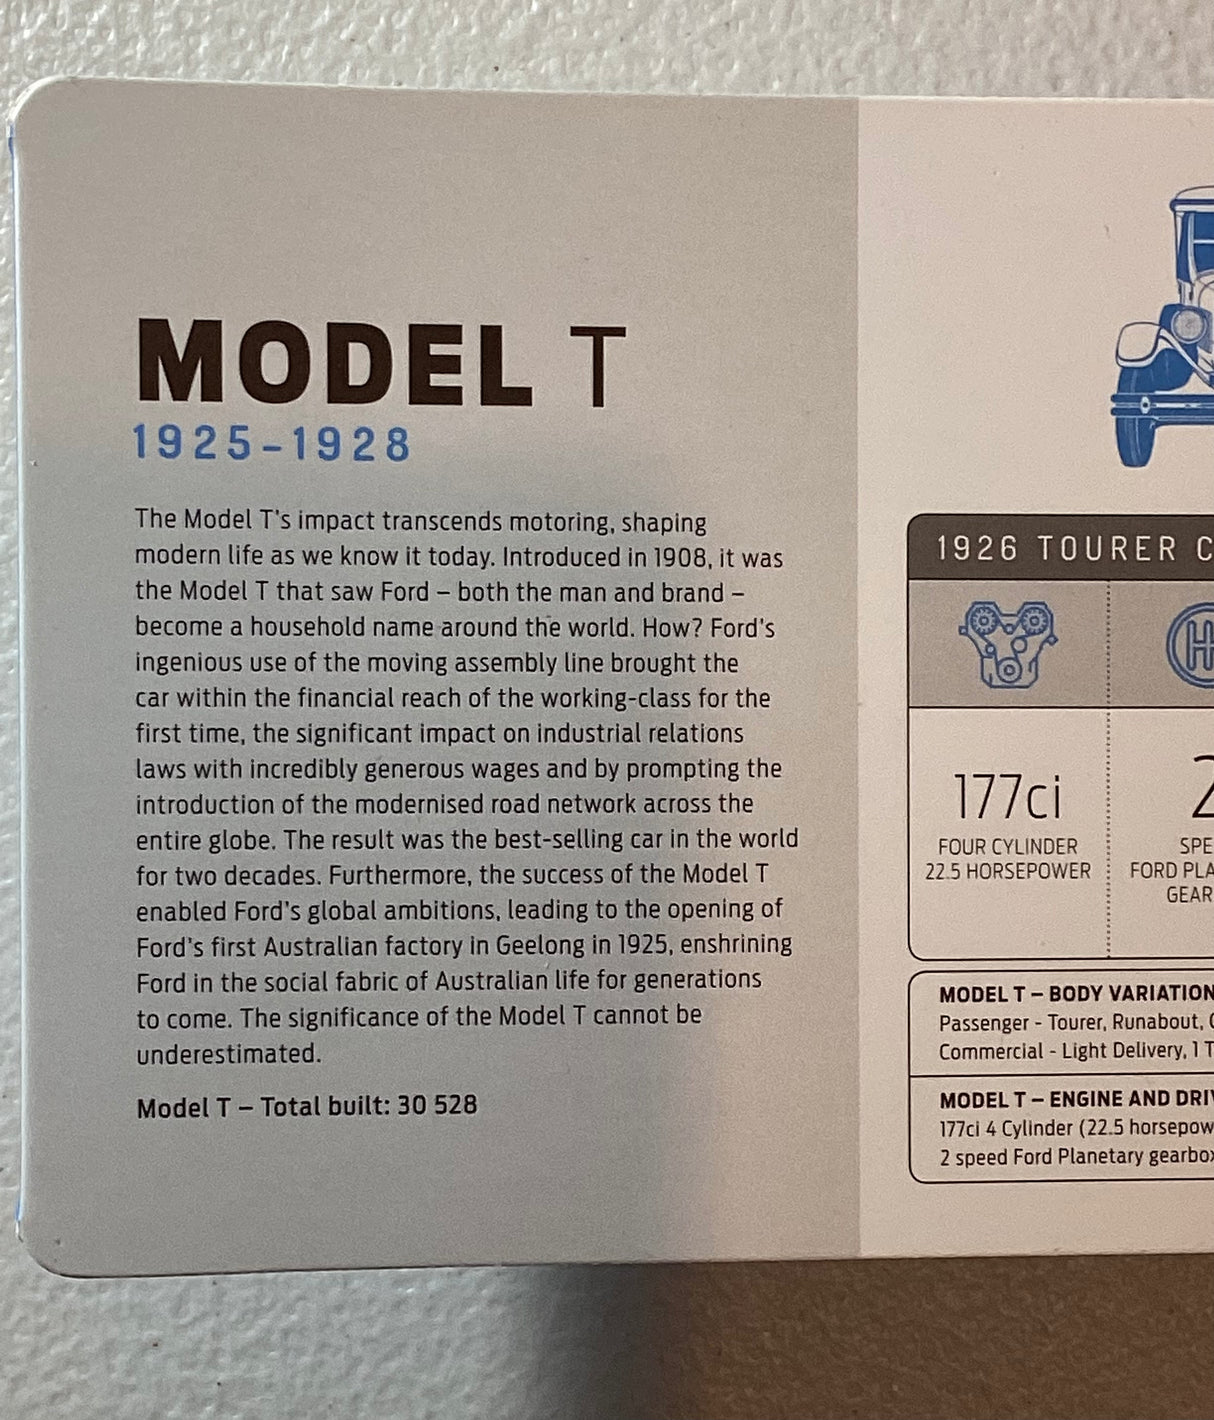 MODEL T
1925-1928
The Model T's impact transcends motoring, shaping
modern life as we know it today. Introduced in 1908, it was
the Model T that saw Ford – both the man and brand –
become a household name around the world. How? Ford's
ingenious use of the moving assembly line brought the
car within the financial reach of the working-class for the
first time, the significant impact on industrial relations
laws with incredibly generous wages and by prompting the
introduction of the modernised road network across the
entire globe. The result was the best-selling car in the world
for two decades. Furthermore, the success of the Model T
enabled Ford's global ambitions, leading to the opening of
Ford's first Australian factory in Geelong in 1925, enshrining
Ford in the social fabric of Australian life for generations
to come. The significance of the Model T cannot be
underestimated.
Model T – Total built: 30 528
1926 TOURER
177ci
FOUR CYLINDER
22.5 HORSEPOWER
2
FORD
MODEL T – BODY
Passenger - Tourer, Runabout,
Commercial - Light Delivery, 1
MODEL T – ENGINE AND
177ci 4 Cylinder (22.5
2 speed Ford Planetary